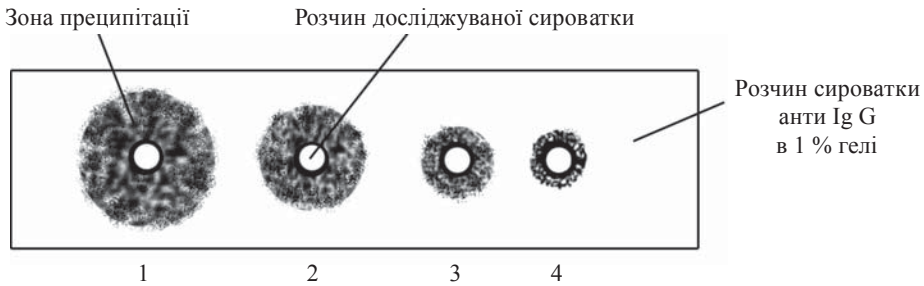 Зона преципітації
Розчин досліджуваної сироватки
Розчин сироватки
анти Ig G
в 1 % гелі
1 2 3 4